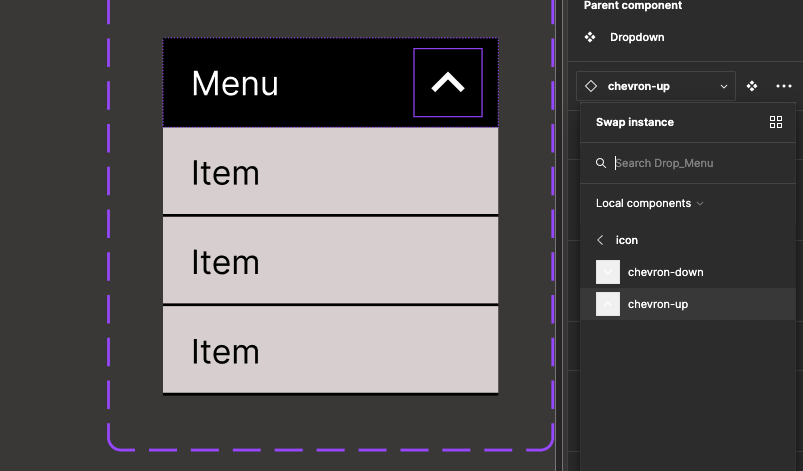 Parent component
Dropdown
chevron-up
Swap instance
Search Drop_Menu
Local components
icon
chevron-down
chevron-up
Menu
Item
Item
Item